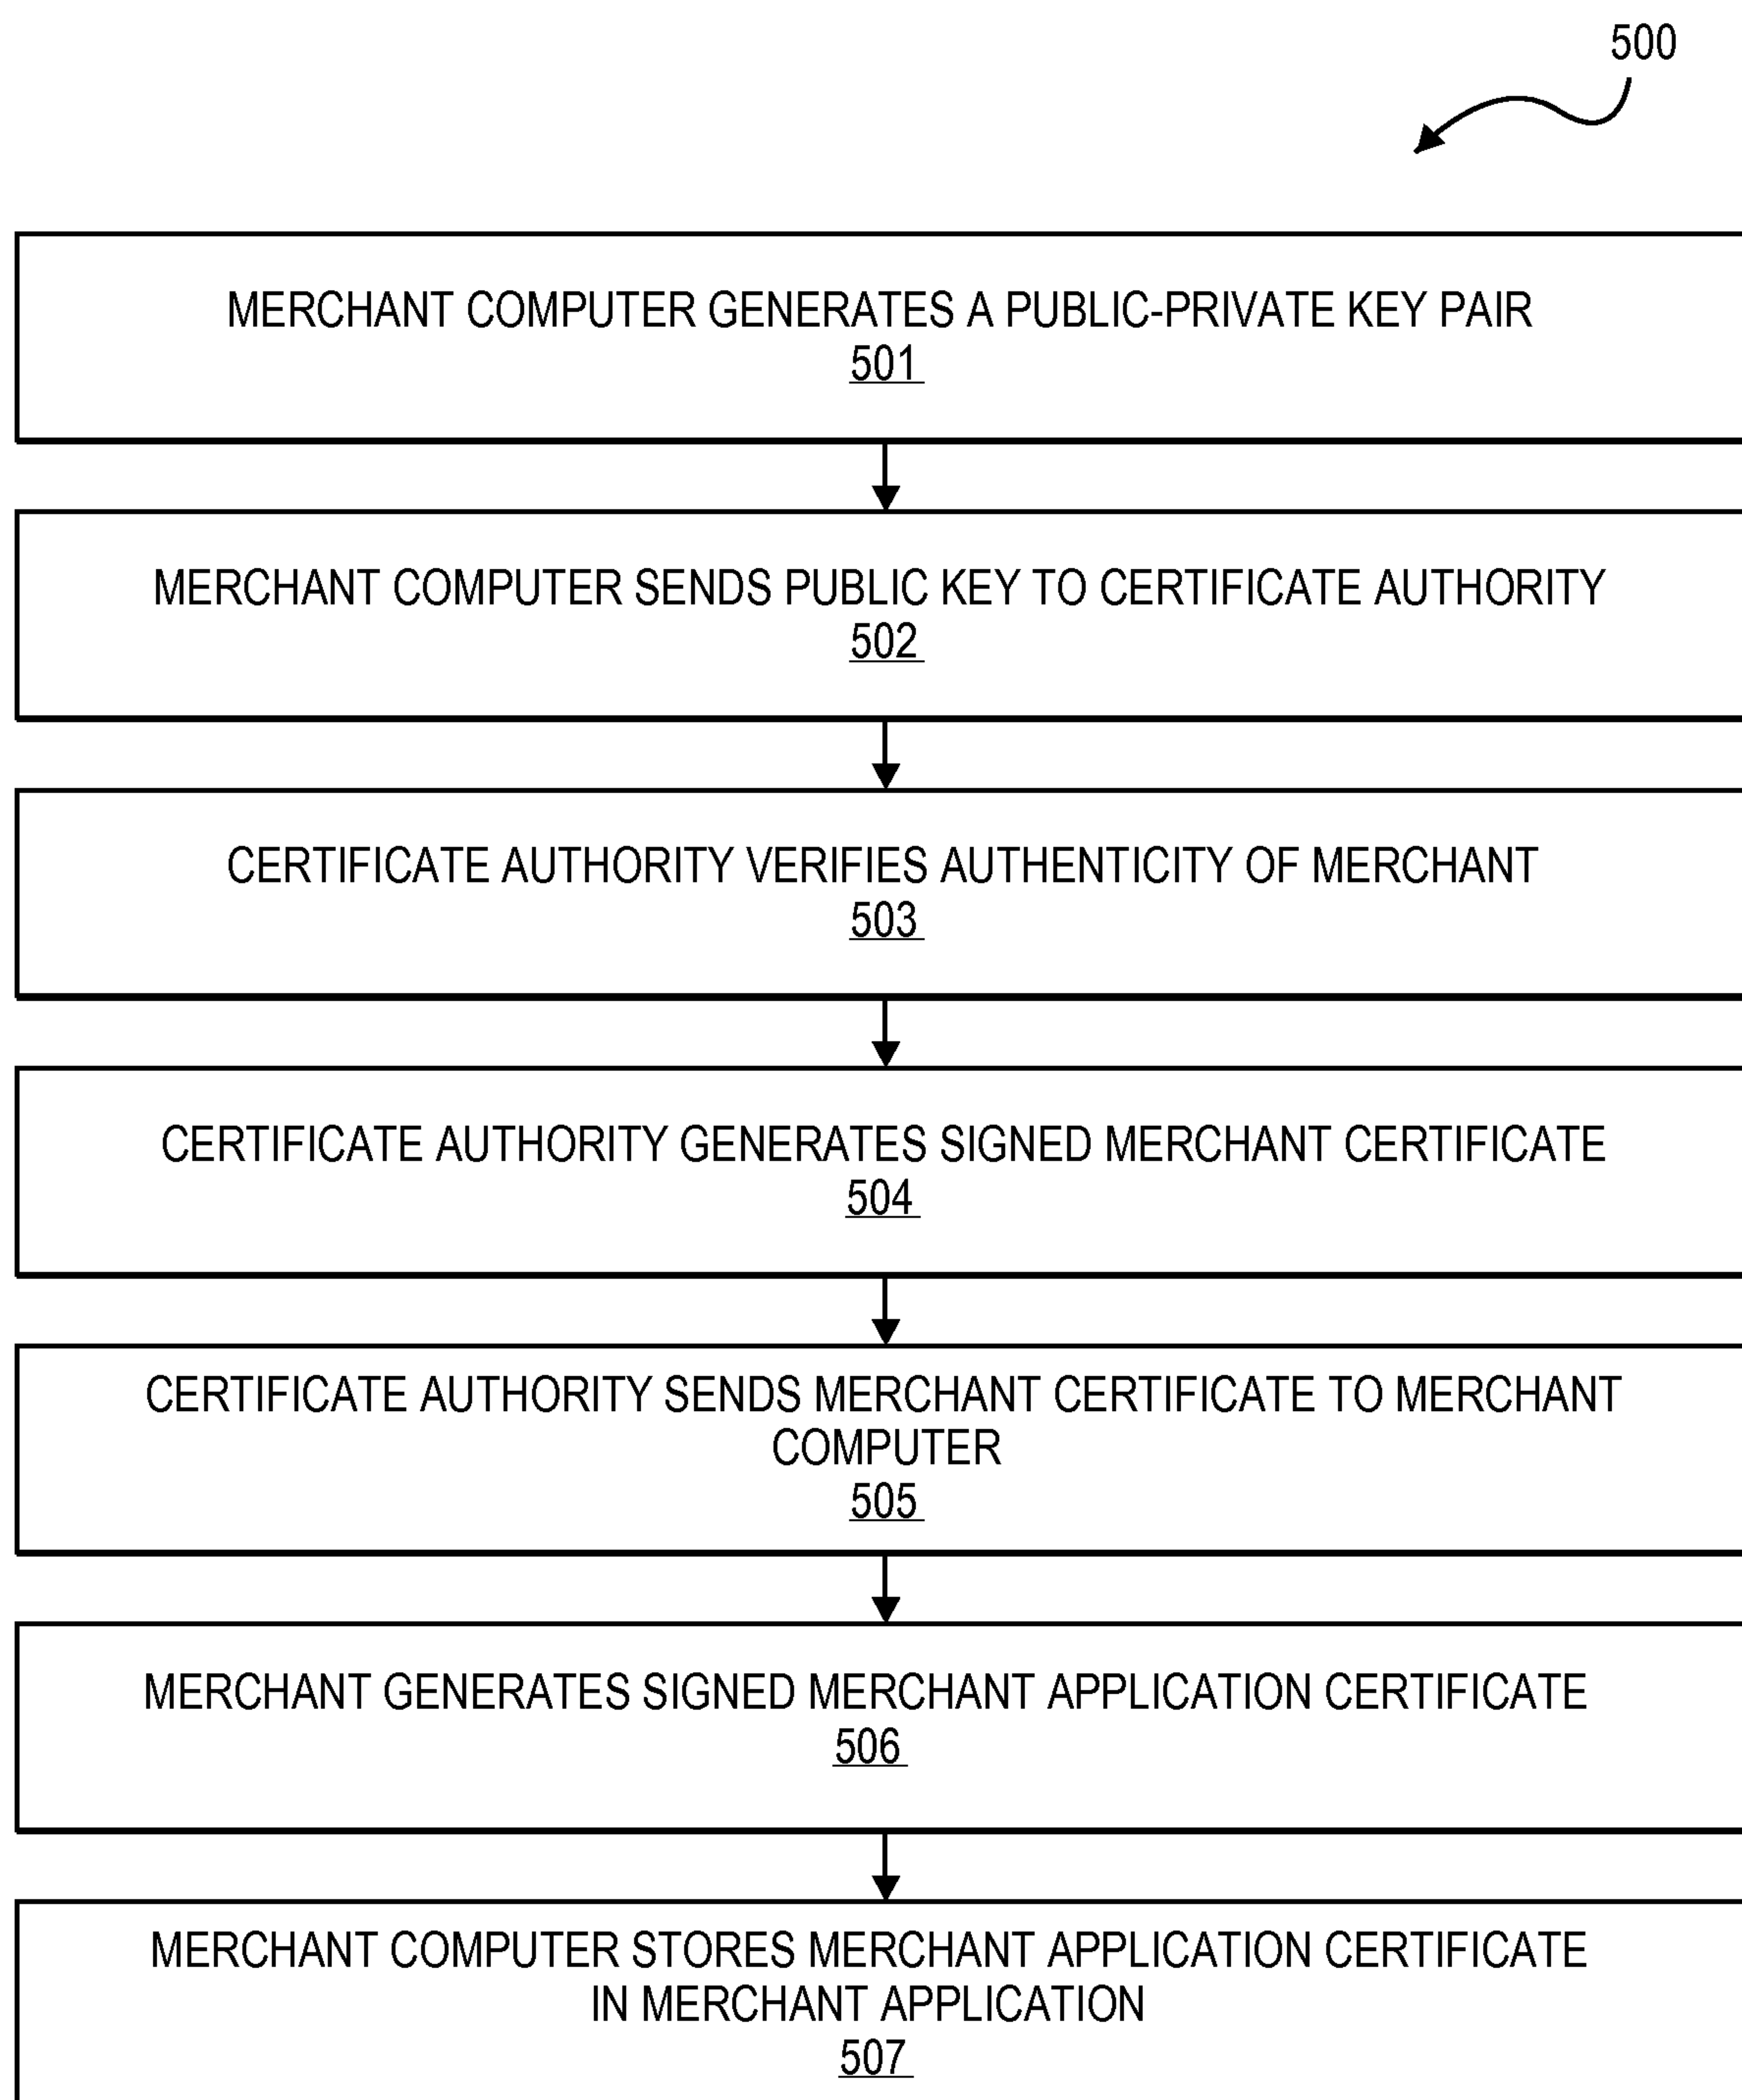 500
MERCHANT COMPUTER GENERATES A PUBLIC-PRIVATE KEY PAIR
501
MERCHANT COMPUTER SENDS PUBLIC KEY TO CERTIFICATE AUTHORITY
502
CERTIFICATE AUTHORITY VERIFIES AUTHENTICITY OF MERCHANT
503
CERTIFICATE AUTHORITY GENERATES SIGNED MERCHANT CERTIFICATE
504
CERTIFICATE AUTHORITY SENDS MERCHANT CERTIFICATE TO MERCHANT
COMPUTER
505
MERCHANT GENERATES SIGNED MERCHANT APPLICATION CERTIFICATE
506
MERCHANT COMPUTER STORES MERCHANT APPLICATION CERTIFICATE
IN MERCHANT APPLICATION
507